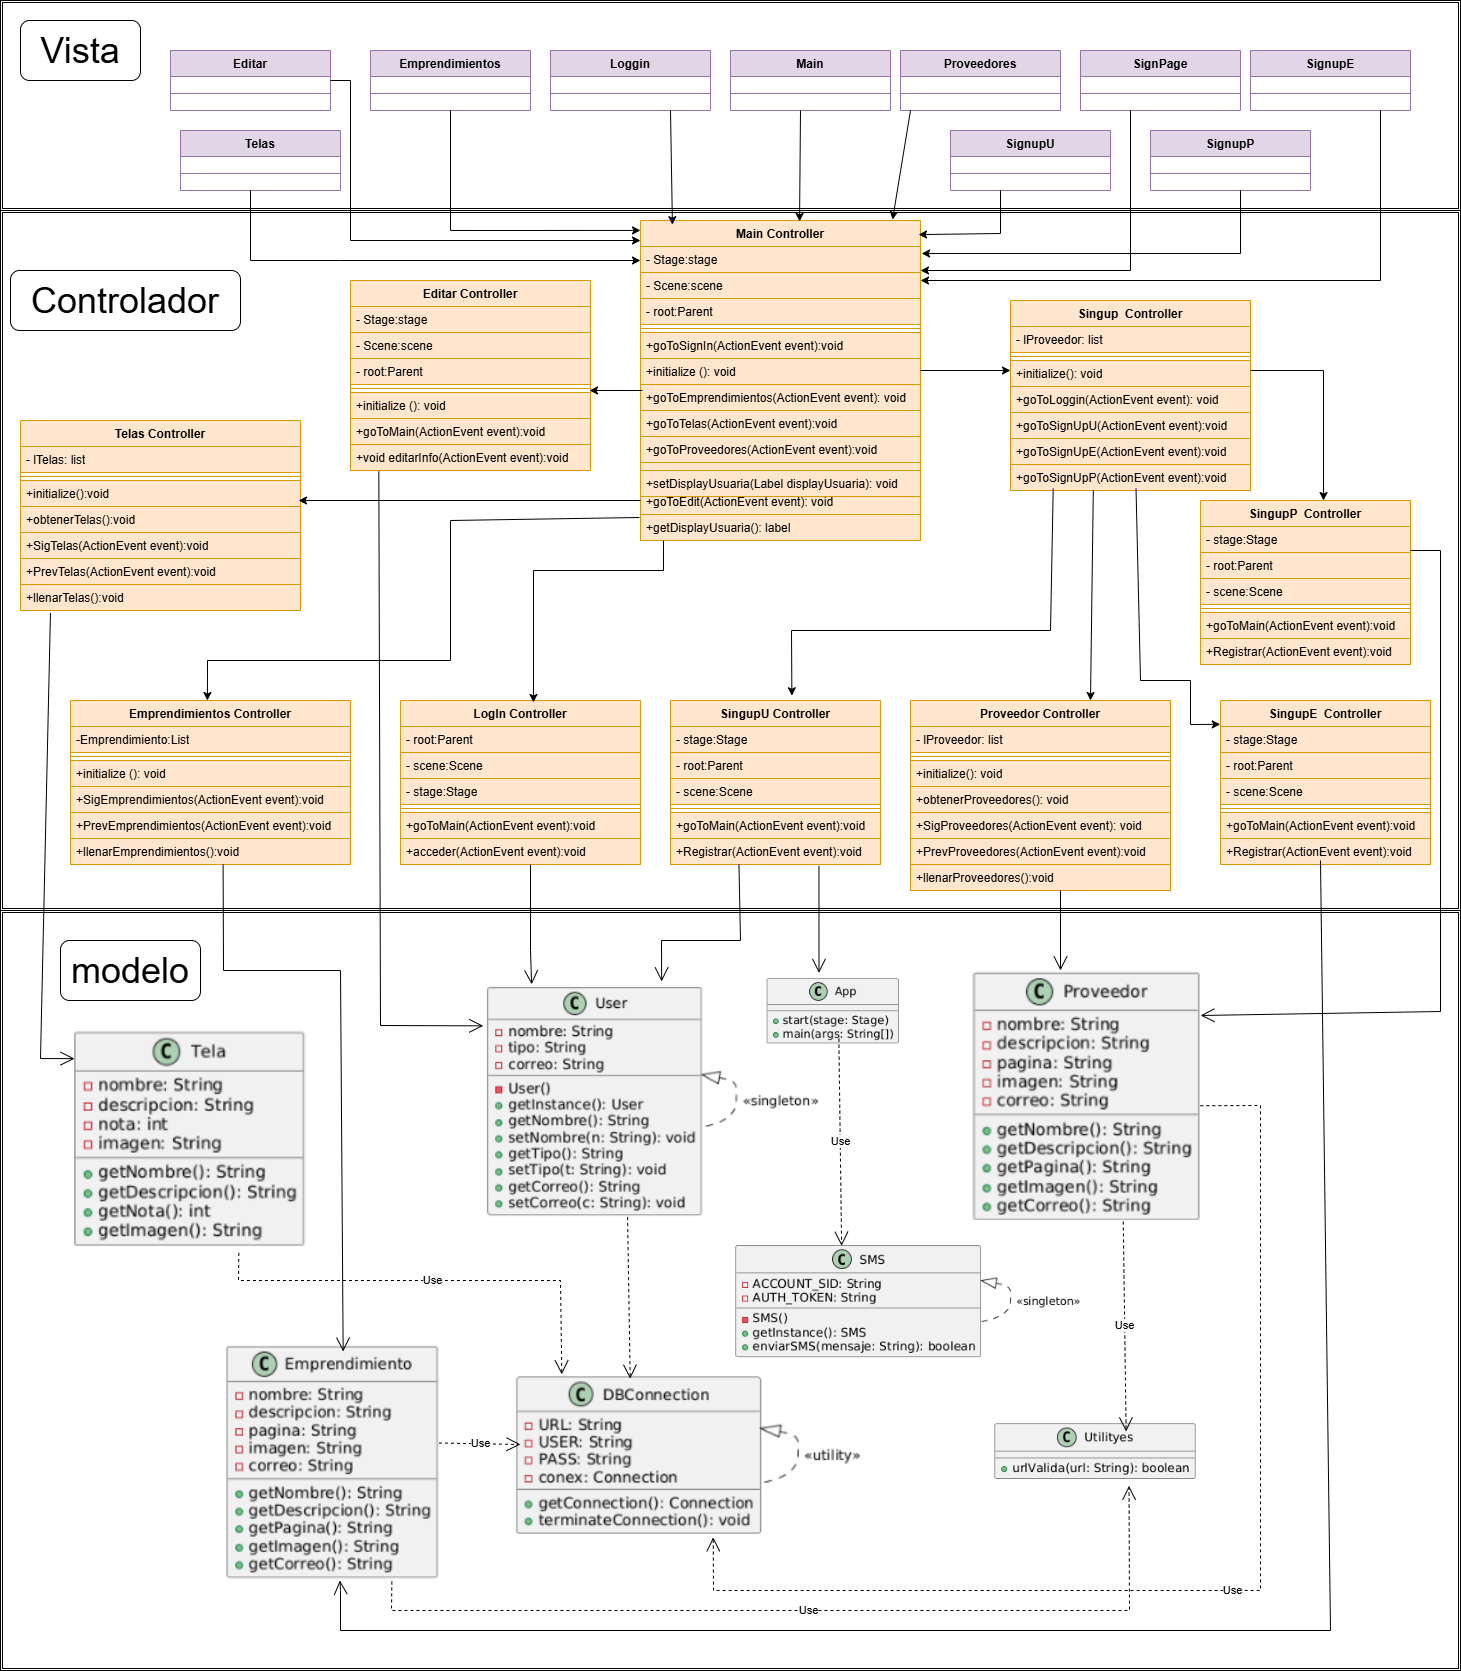 Vista
Editar
Emprendimientos
Loggin
Main
Proveedores
SignPage
SignupE
Telas
SignupU
SignupP
Controlador
Main Controller
- Stage:stage
- Scene:scene
- root:Parent
+goToSignIn(ActionEvent event):void
+initialize (): void
+goToEmprendimientos(ActionEvent event): void
+goToTelas(ActionEvent event):void
+goToProveedores(ActionEvent event):void
+setDisplayUsuaria(Label displayUsuaria): void
+goToEdit(ActionEvent event): void
+getDisplayUsuaria(): label
Editar Controller
- Stage:stage
- Scene:scene
- root:Parent
+initialize (): void
+goToMain(ActionEvent event):void
+void editarInfo(ActionEvent event):void
Singup  Controller
- lProveedor: list
+initialize(): void
+goToLoggin(ActionEvent event): void
+goToSignUpU(ActionEvent event):void
+goToSignUpE(ActionEvent event):void
+goToSignUpP(ActionEvent event):void
Telas Controller
- lTelas: list
+initialize():void
+obtenerTelas():void
+SigTelas(ActionEvent event):void
+PrevTelas(ActionEvent event):void
+llenarTelas():void
SingupP  Controller
- stage:Stage
- root:Parent
- scene:Scene
+goToMain(ActionEvent event):void
+Registrar(ActionEvent event):void
Emprendimientos Controller
-Emprendimiento:List
+initialize (): void
+SigEmprendimientos(ActionEvent event):void
+PrevEmprendimientos(ActionEvent event):void
+llenarEmprendimientos():void
LogIn Controller
- root:Parent
- scene:Scene
- stage:Stage
+goToMain(ActionEvent event):void
+acceder(ActionEvent event):void
SingupU Controller
- stage:Stage
- root:Parent
- scene:Scene
+goToMain(ActionEvent event):void
+Registrar(ActionEvent event):void
Proveedor Controller
- lProveedor: list
+initialize(): void
+obtenerProveedores(): void
+SigProveedores(ActionEvent event): void
+PrevProveedores(ActionEvent event):void
+llenarProveedores():void
SingupE  Controller
- stage:Stage
- root:Parent
- scene:Scene
+goToMain(ActionEvent event):void
+Registrar(ActionEvent event):void
modelo
C Tela
nombre: String
descripcion: String
nota: int
imagen: String
getNombre(): String
getDescripcion(): String
getNota(): int
getImagen(): String
C User
nombre: String
tipo: String
correo: String
User()
getInstance(): User
getNombre(): String
setNombre(n: String): void
getTipo(): String
setTipo(t: String): void
getCorreo(): String
setCorreo(c: String): void
«singleton»
C App
start(stage: Stage)
main(args: String[])
Use
C Proveedor
nombre: String
descripcion: String
pagina: String
imagen: String
correo: String
getNombre(): String
getDescripcion(): String
getPagina(): String
getImagen(): String
getCorreo(): String
C SMS
ACCOUNT_SID: String
AUTH_TOKEN: String
SMS()
getInstance(): SMS
enviarSMS(mensaje: String): boolean
«singleton»
Use
Use
C Emprendimiento
nombre: String
descripcion: String
pagina: String
imagen: String
correo: String
getNombre(): String
getDescripcion(): String
getPagina(): String
getImagen(): String
getCorreo(): String
Use
C DBConnection
URL: String
USER: String
PASS: String
conex: Connection
getConnection(): Connection
terminateConnection(): void
«utility»
C Utilityes
urlValida(url: String): boolean
Use
Use